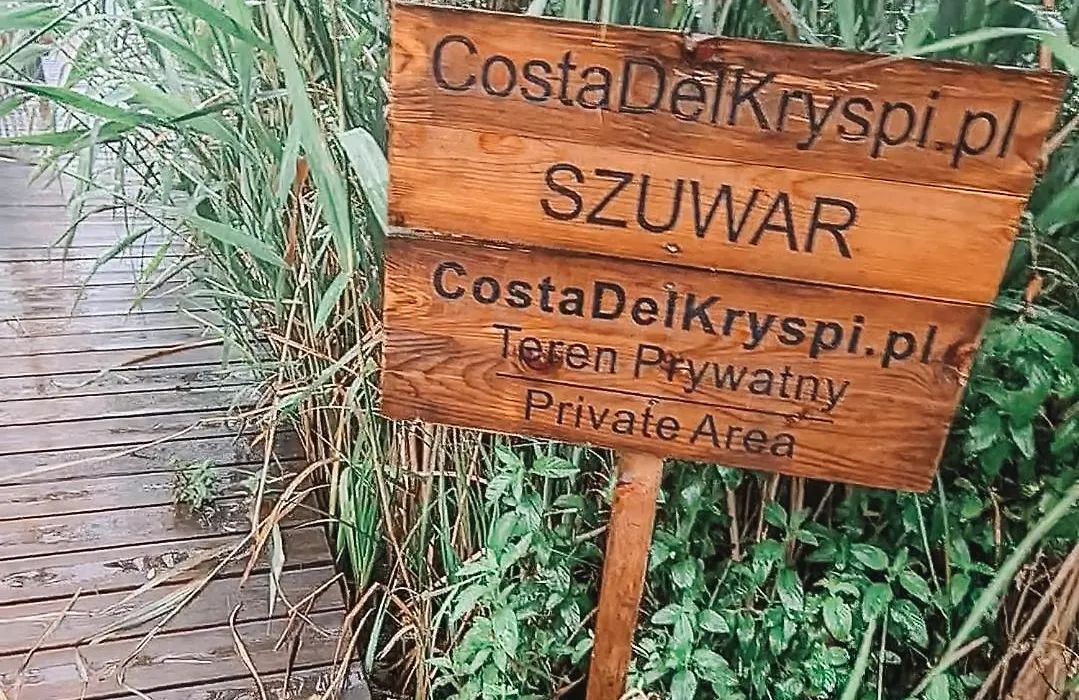 CostaDelKryspi.pl
SZUWAR
CostaDelKryspi.pl
Teren Prywatny
Private Area